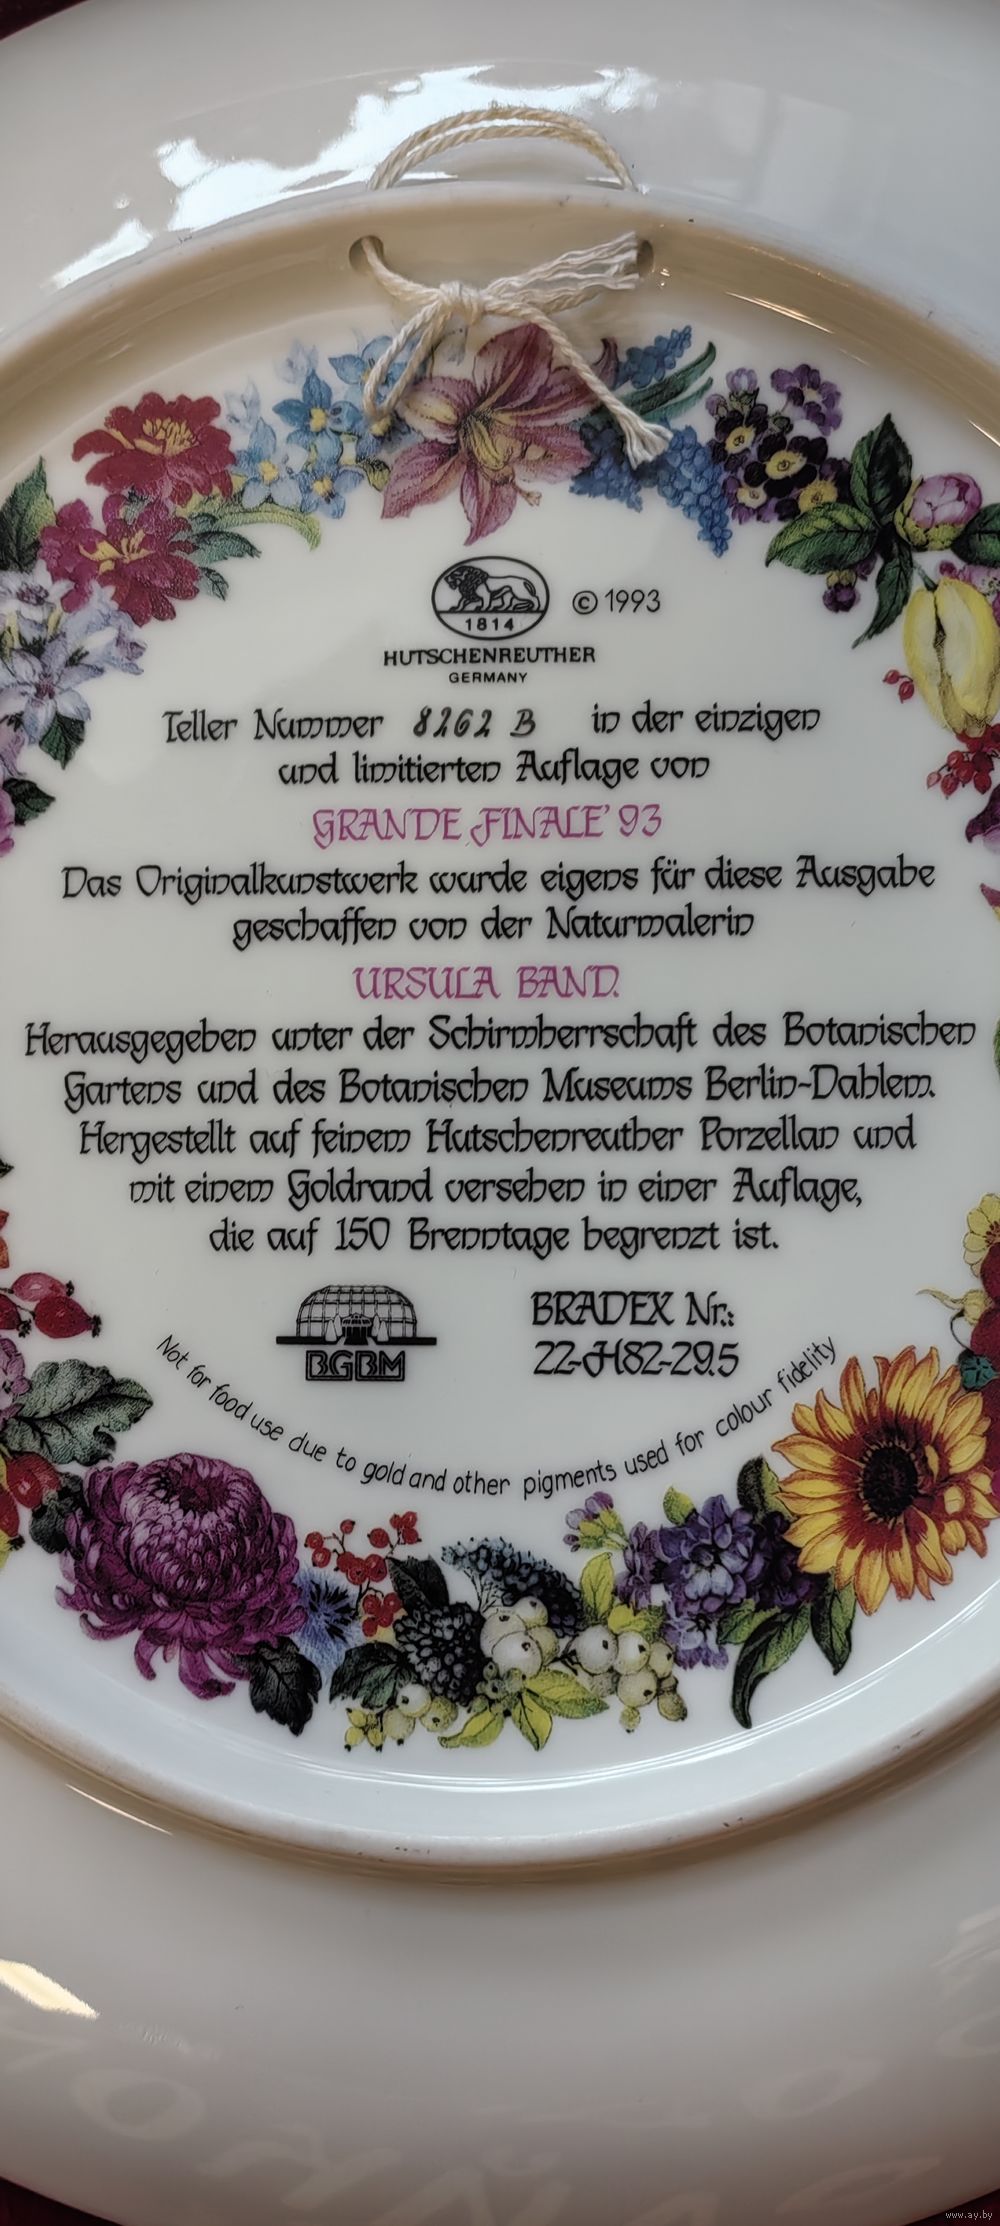 1814
© 1993
HUTSCHENREUTHER
GERMANY
Teller Nummer 8262 B in der einzigen
und limitierten Auflage von
GRANDE FINALE' 93
Das Originalkunstwerk wurde eigens für diese Ausgabe
geschaffen von der Naturmalerin
URSULA BAND.
Herausgegeben unter der Schirmherrschaft des Botanischen
Gartens und des Botanischen Museums Berlin-Dahlem.
Hergestellt auf feinem Hutschenreuther Porzellan und
mit einem Goldrand versehen in einer Auflage,
die auf 150 Brenntage begrenzt ist.
BGBM
BRADEX Nr.:
22-H82-29.5
Not for food use due to gold and other pigments used for colour fidelity
www.ay.by